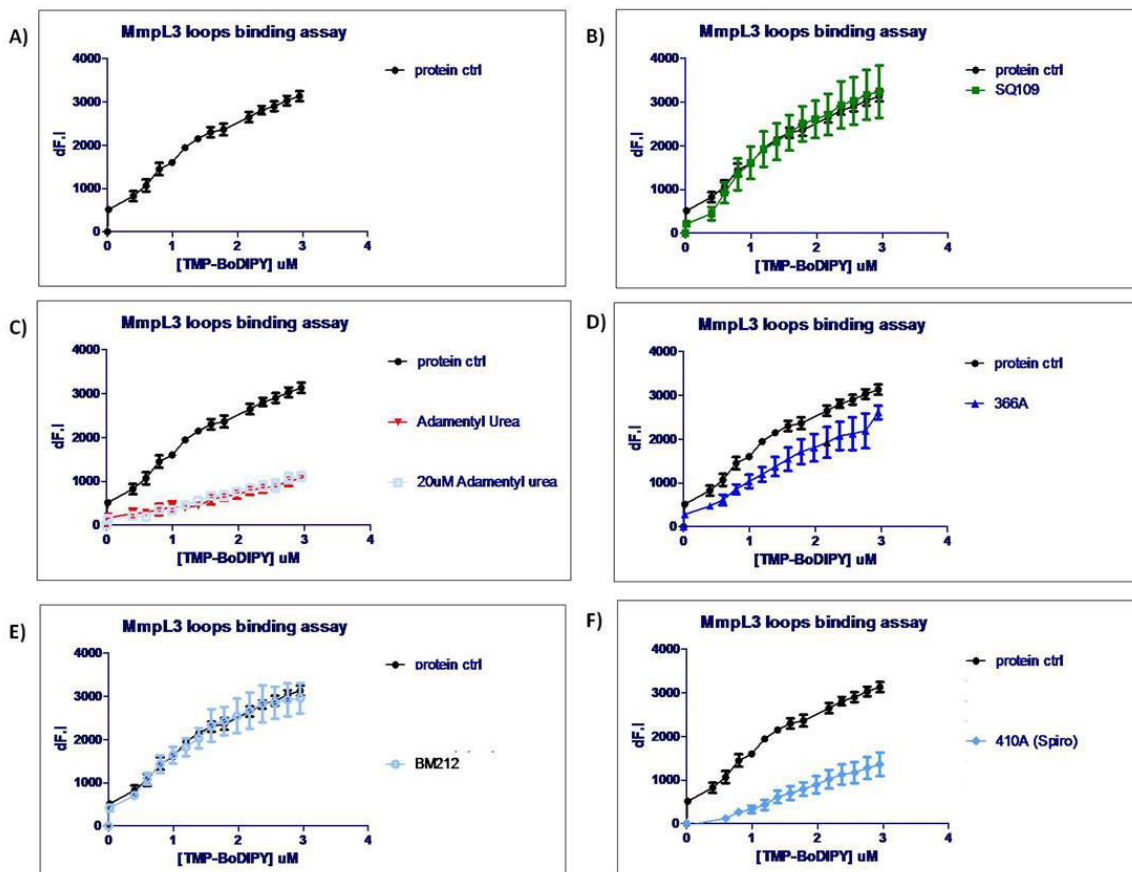 A)
MmpL3 loops binding assay
4000
3000
2000
1000
0
dF.I
0 1 2 3 4
[TMP-BoDIPY] uM
protein ctrl
B)
MmpL3 loops binding assay
4000
3000
2000
1000
0
dF.I
0 1 2 3 4
[TMP-BoDIPY] uM
protein ctrl
SQ109
C)
MmpL3 loops binding assay
4000
3000
2000
1000
0
dF.I
0 1 2 3 4
[TMP-BoDIPY] uM
protein ctrl
Adamentyl Urea
20uM Adamentyl urea
D)
MmpL3 loops binding assay
4000
3000
2000
1000
0
dF.I
0 1 2 3 4
[TMP-BoDIPY] uM
protein ctrl
366A
E)
MmpL3 loops binding assay
4000
3000
2000
1000
0
dF.I
0 1 2 3 4
[TMP-BoDIPY] uM
protein ctrl
BM212
F)
MmpL3 loops binding assay
4000
3000
2000
1000
0
dF.I
0 1 2 3 4
[TMP-BoDIPY] uM
protein ctrl
410A (Spiro)